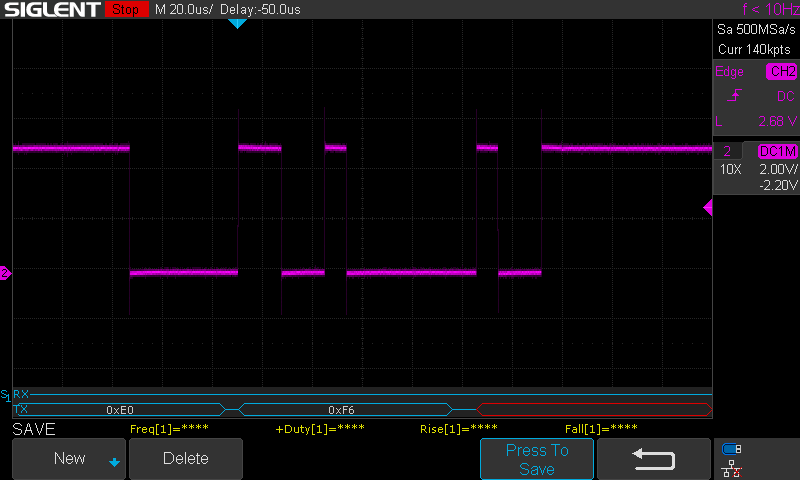 SIGLENT Stop M 20.0us/ Delay:-50.0us f < 10Hz
Sa 500MSa/s
Curr 140kpts
Edge CH2
DC
L 2.68 V
2 DC1M
10X 2.00V/
-2.20V
2
S1 RX
TX 0xE0 0xF6
SAVE Freq[1]=**** +Duty[1]=**** Rise[1]=**** Fall[1]=****
New Delete Press To
Save